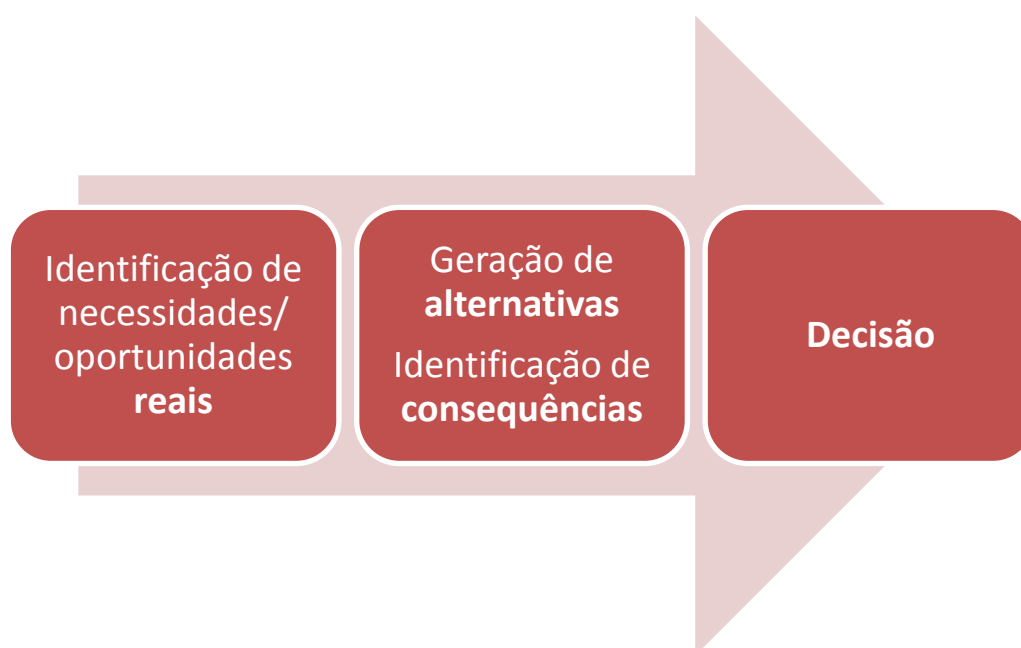 Identificação de
necessidades/
oportunidades
reais
Geração de
alternativas
Identificação de
consequências
Decisão